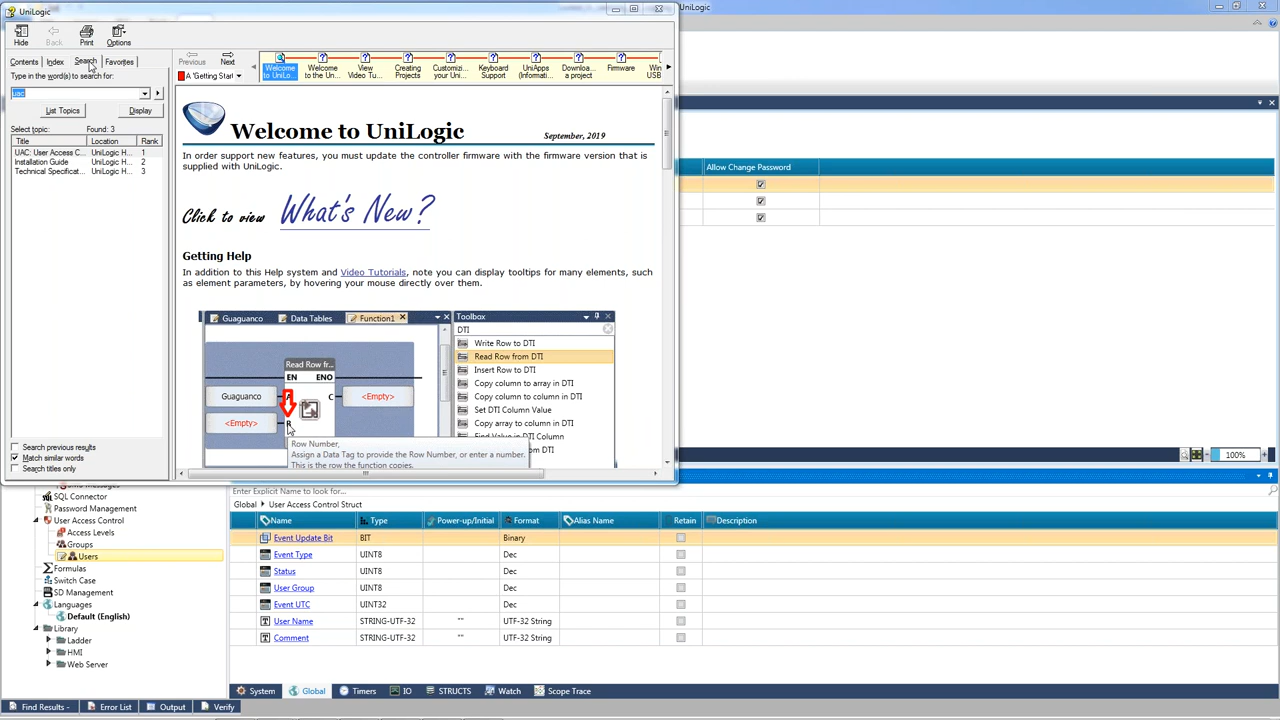 UniLogic
UniLogic
Hide
Back
Print
Options
Contents
Index
Search
Favorites
Type in the word(s) to search for:
uac
List Topics
Display
Select topic:
Found: 3
Title
Location
Rank
UAC: User Access C...
UniLogic H...
1
Installation Guide
UniLogic H...
2
Technical Specificat...
UniLogic H...
3
Search previous results
Match similar words
Search titles only
Previous
Next
A 'Getting Start
Welcome to UniLo...
Welcome to the Un...
View Video Tu...
Creating Projects
Customizi... your Uni...
Keyboard Support
UniApps (Informati...
Downloa... a project
Firmware
Win USB
Welcome to UniLogic
September, 2019
In order support new features, you must update the controller firmware with the firmware version that is
supplied with UniLogic.
Click to view What's New?
Getting Help
In addition to this Help system and Video Tutorials, note you can display tooltips for many elements, such
as element parameters, by hovering your mouse directly over them.
Guaguanco
Data Tables
Function1
Toolbox
DTI
Write Row to DTI
Read Row from DTI
Insert Row to DTI
Copy column to array in DTI
Copy column to column in DTI
Set DTI Column Value
Copy array to column in DTI
Find Value in DTI Column
Read Row fr...
EN
ENO
Guaguanco
A
C
<Empty>
<Empty>
R
Row Number,
Assign a Data Tag to provide the Row Number, or enter a number.
This is the row the function copies.
Allow Change Password
100%
SQL Connector
Password Management
User Access Control
Access Levels
Groups
Users
Formulas
Switch Case
SD Management
Languages
Default (English)
Library
Ladder
HMI
Web Server
Enter Explicit Name to look for...
Global
User Access Control Struct
Name
Type
Power-up/Initial
Format
Alias Name
Retain
Description
Event Update Bit
BIT
Binary
Event Type
UINT8
Dec
Status
UINT8
Dec
User Group
UINT8
Dec
Event UTC
UINT32
Dec
User Name
STRING-UTF-32
""
UTF-32 String
Comment
STRING-UTF-32
""
UTF-32 String
System
Global
Timers
IO
STRUCTS
Watch
Scope Trace
Find Results -
Error List
Output
Verify